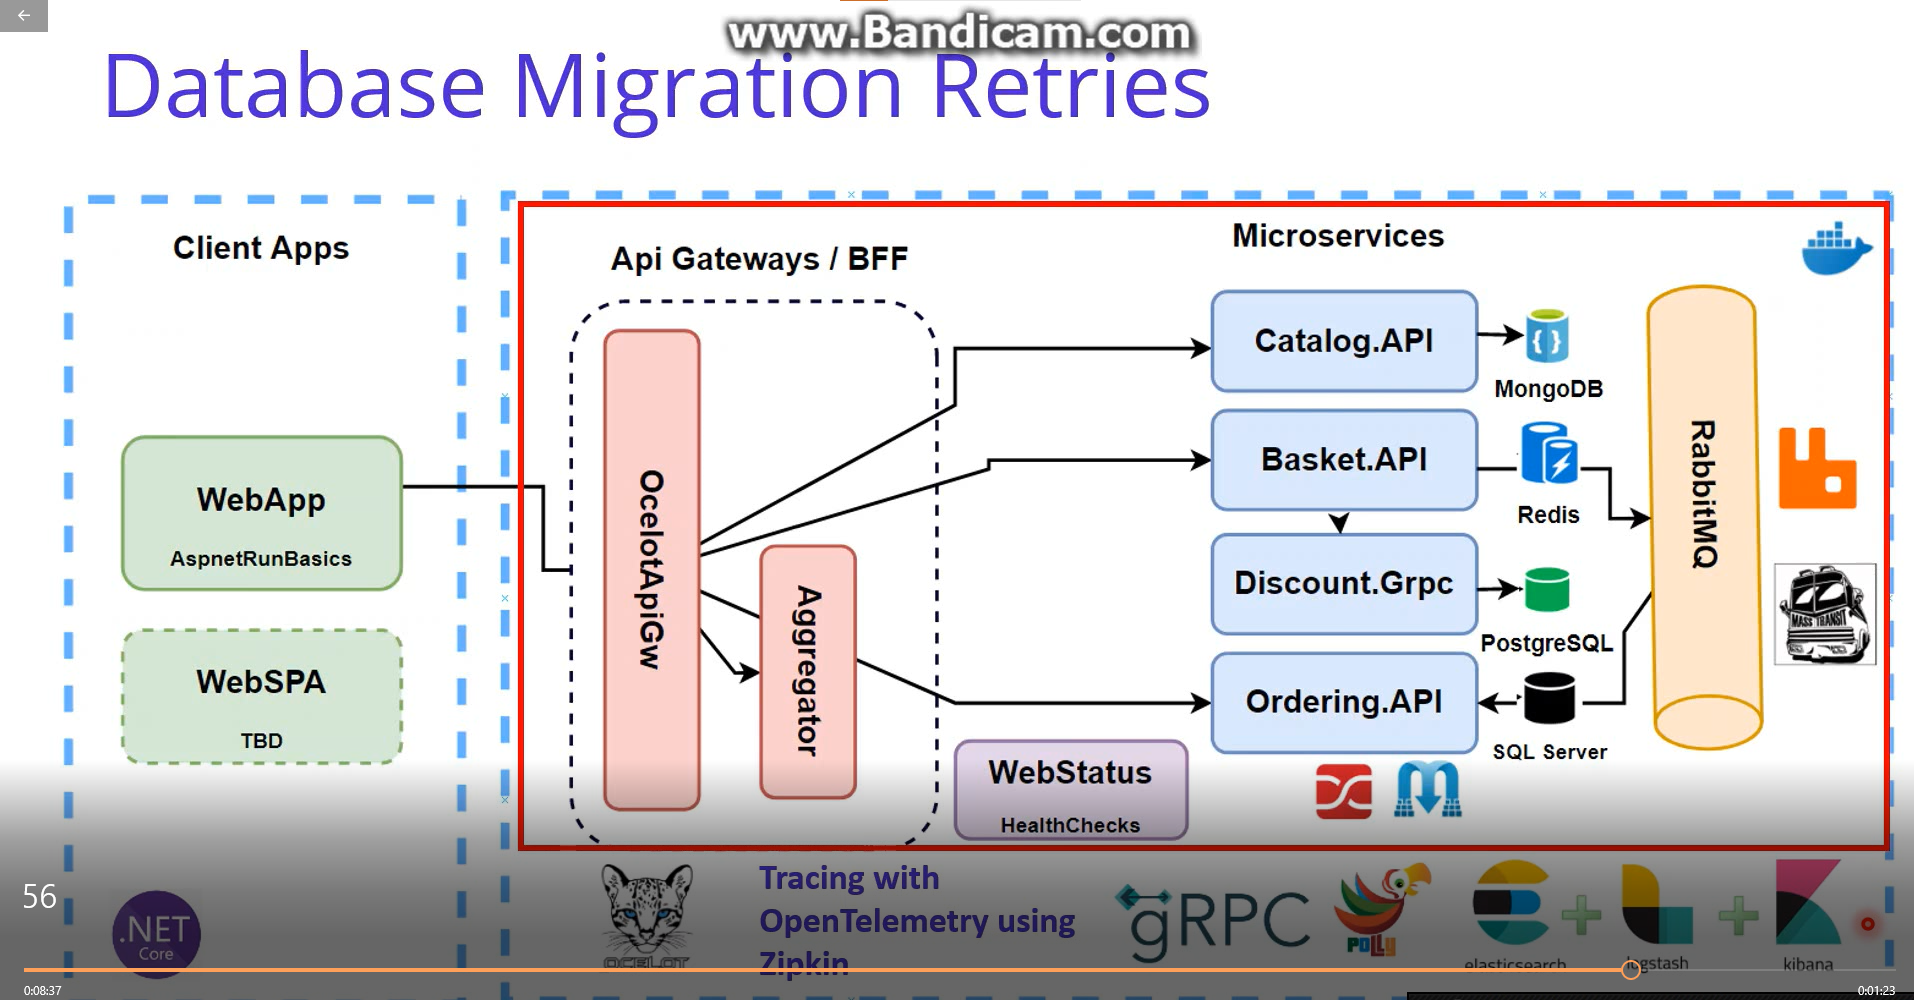 www.Bandicam.com
Database Migration Retries
Client Apps
Api Gateways / BFF
Microservices
WebApp
AspnetRunBasics
WebSPA
TBD
OcelotApiGw
Aggregator
Catalog.API
MongoDB
Basket.API
Redis
Discount.Grpc
PostgreSQL
Ordering.API
SQL Server
RabbitMQ
MASS TRANSIT
WebStatus
HealthChecks
56
.NET
Core
OCELOT
Tracing with
OpenTelemetry using
Zipkin
gRPC
POLLY
elasticsearch
logstash
kibana
0:08:37
0:01:23